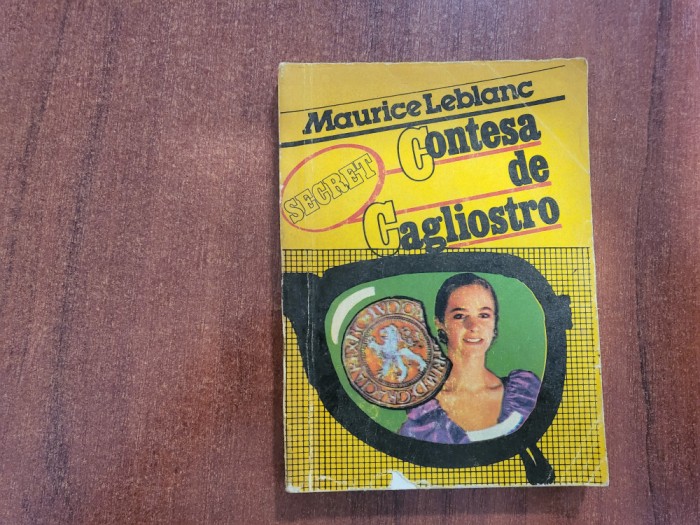 Maurice Leblanc
SECRET
Contesa
de
Cagliostro